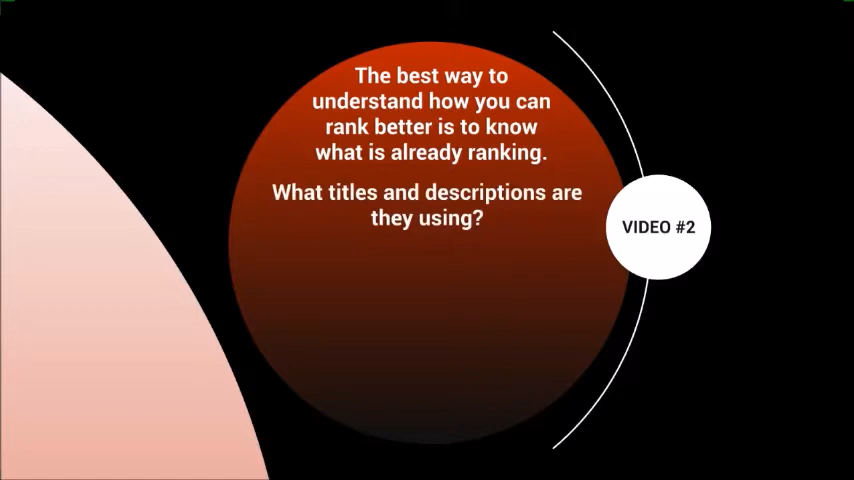 The best way to
understand how you can
rank better is to know
what is already ranking.
What titles and descriptions are
they using?
VIDEO #2